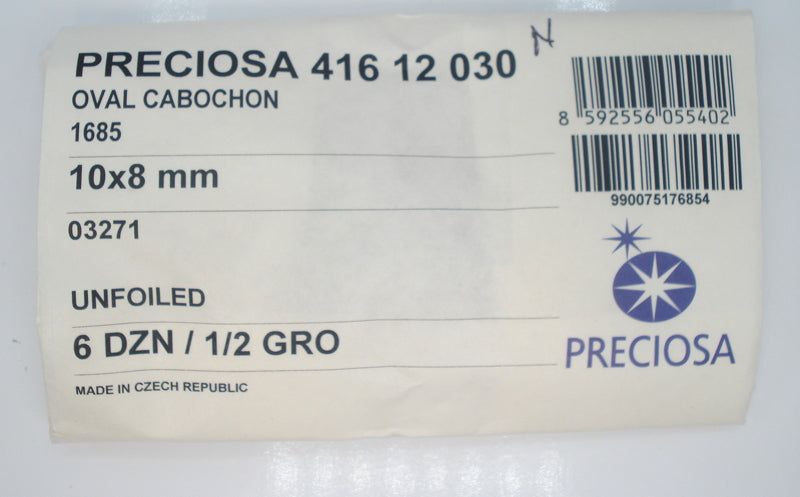 N
PRECIOSA 416 12 030
OVAL CABOCHON
1685
10x8 mm
03271
UNFOILED
6 DZN / 1/2 GRO
MADE IN CZECH REPUBLIC
8 592556 055402
990075176854
PRECIOSA